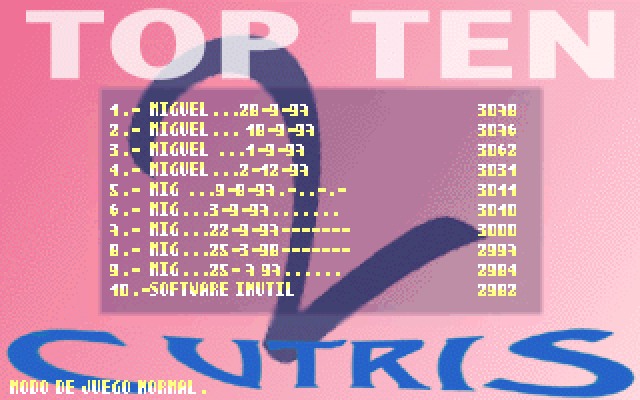 TOP TEN
1.- MIGUEL...28-9-97 3078
2.- MIGUEL... 18-9-97 3076
3.- MIGUEL ...1-9-97 3062
4.- MIGUEL...2-12-97 3031
5.- MIG ...9-8-97.-..-.- 3011
6.- MIG...3-9-97....... 3010
7.- MIG...22-9-97------- 3000
8.- MIG...25-3-98------- 2997
9.- MIG...25- 7 97...... 2984
10.-SOFTWARE INUTIL 2982
2
CUTRIS
MODO DE JUEGO NORMAL.